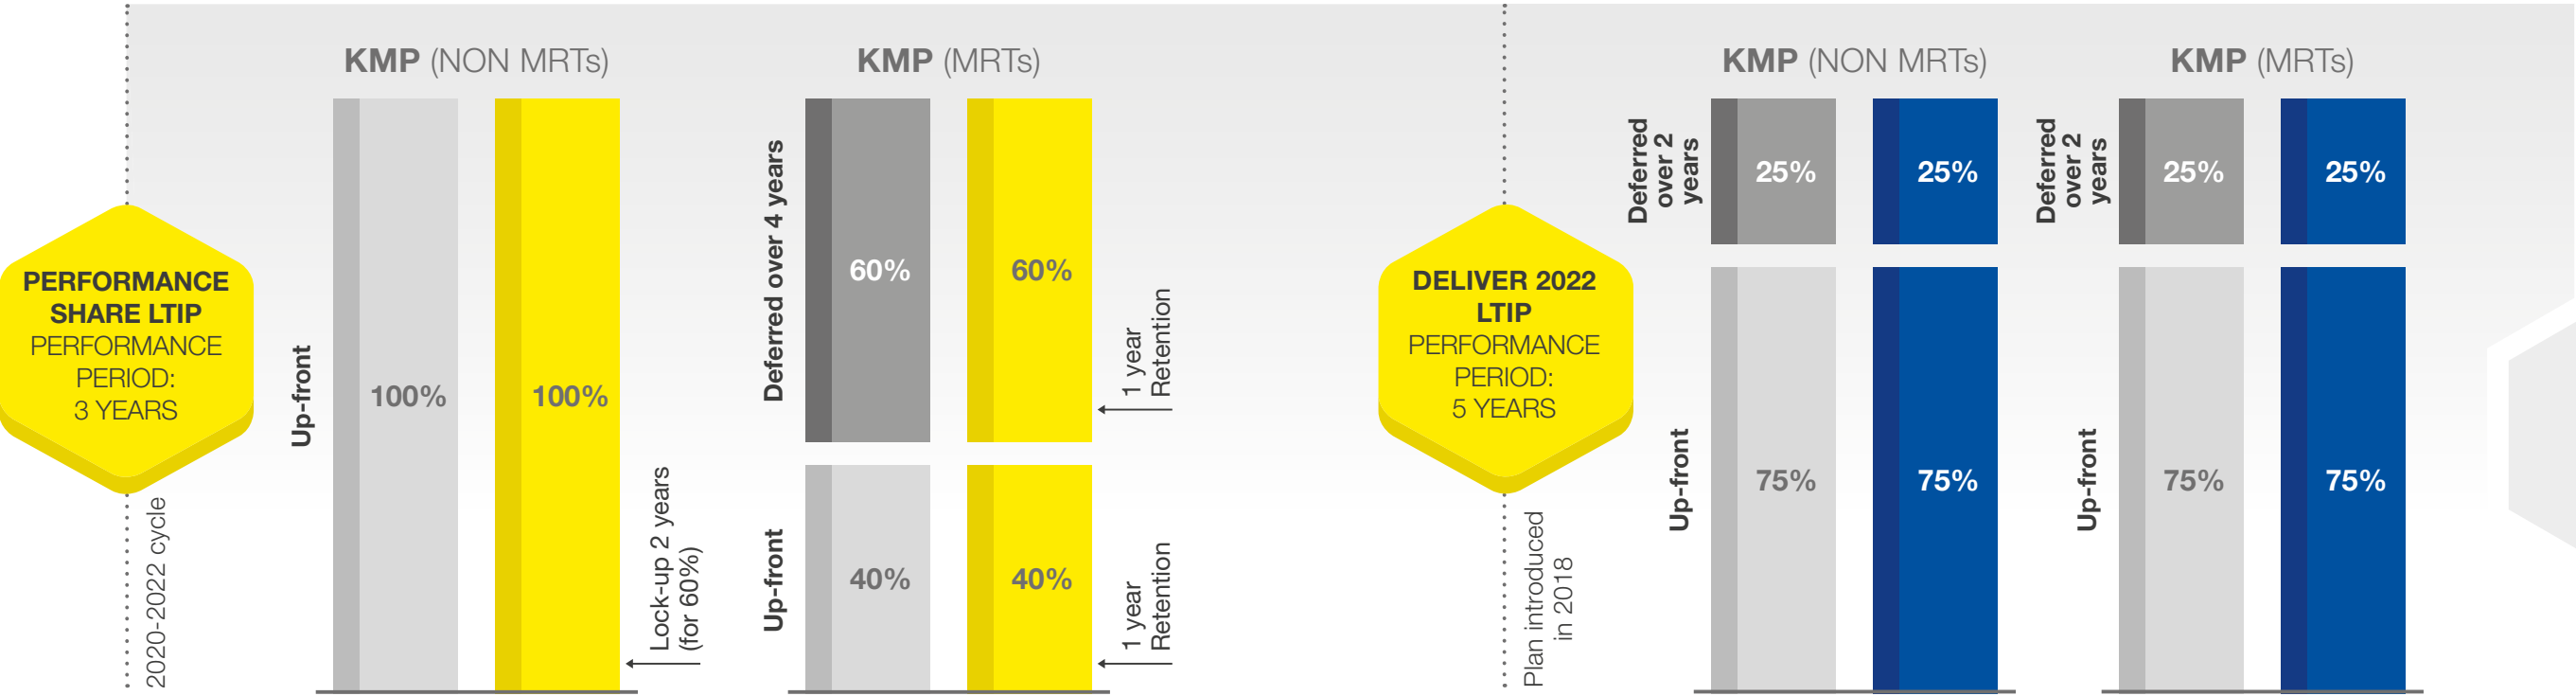 PERFORMANCE
SHARE LTIP
PERFORMANCE
PERIOD:
3 YEARS
2020-2022 cycle
KMP (NON MRTs)
Up-front
100%
100%
Lock-up 2 years
(for 60%)
KMP (MRTs)
Deferred over 4 years
60%
60%
1 year
Retention
Up-front
40%
40%
1 year
Retention
DELIVER 2022
LTIP
PERFORMANCE
PERIOD:
5 YEARS
Plan introduced
in 2018
KMP (NON MRTs)
Deferred
over 2
years
25%
25%
Up-front
75%
75%
KMP (MRTs)
Deferred
over 2
years
25%
25%
Up-front
75%
75%